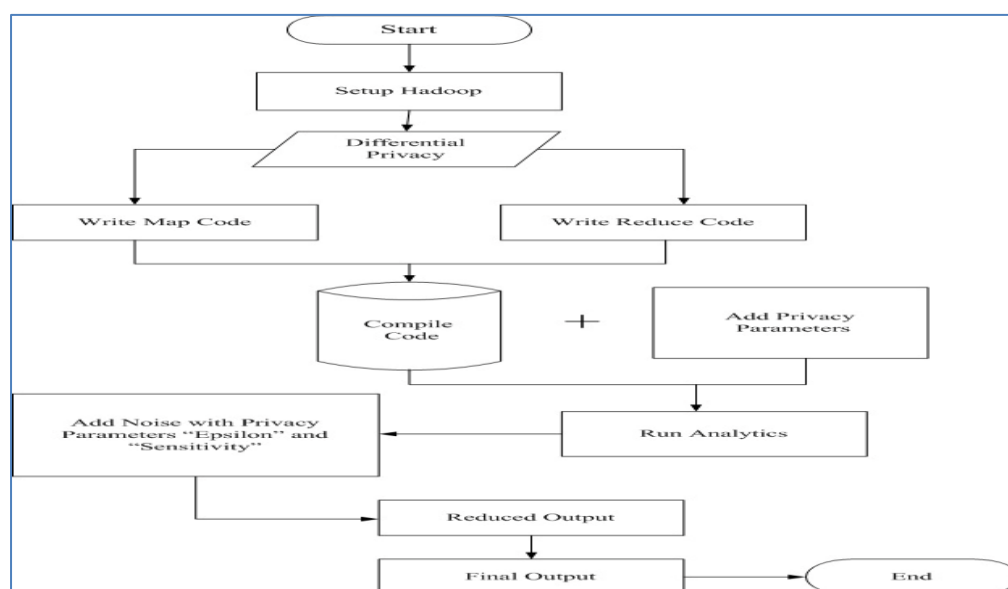 Start
Setup Hadoop
Differential
Privacy
Write Map Code
Write Reduce Code
Compile
Code
+
Add Privacy
Parameters
Add Noise with Privacy
Parameters “Epsilon” and
“Sensitivity”
Run Analytics
Reduced Output
Final Output
End